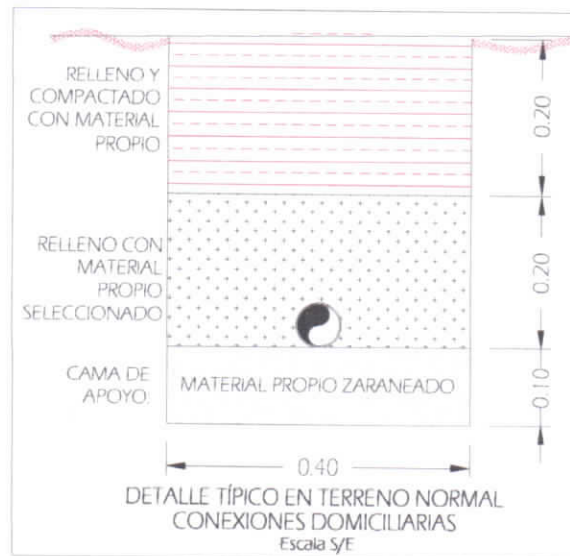 RELLENO Y
COMPACTADO
CON MATERIAL
PROPIO
0.20
RELLENO CON
MATERIAL
PROPIO
SELECCIONADO
0.20
CAMA DE
APOYO:
MATERIAL PROPIO ZARANEADO
0.10
0.40
DETALLE TÍPICO EN TERRENO NORMAL
CONEXIONES DOMICILIARIAS
Escala S/E